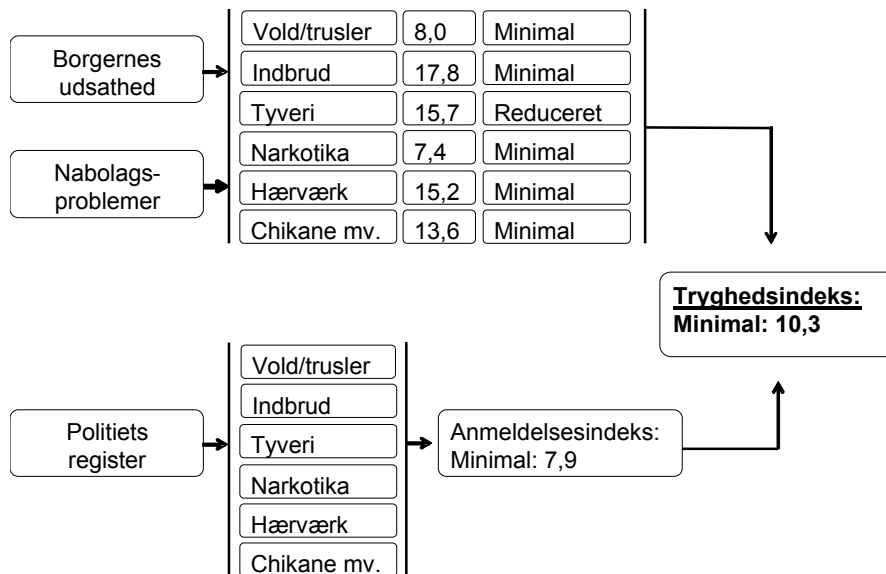 Borgernes
udsathed
Nabolags-
problemer
Vold/trusler 8,0 Minimal
Indbrud 17,8 Minimal
Tyveri 15,7 Reduceret
Narkotika 7,4 Minimal
Hærværk 15,2 Minimal
Chikane mv. 13,6 Minimal
Tryghedsindeks:
Minimal: 10,3
Politiets
register
Vold/trusler
Indbrud
Tyveri
Narkotika
Hærværk
Chikane mv.
Anmeldelsesindeks:
Minimal: 7,9